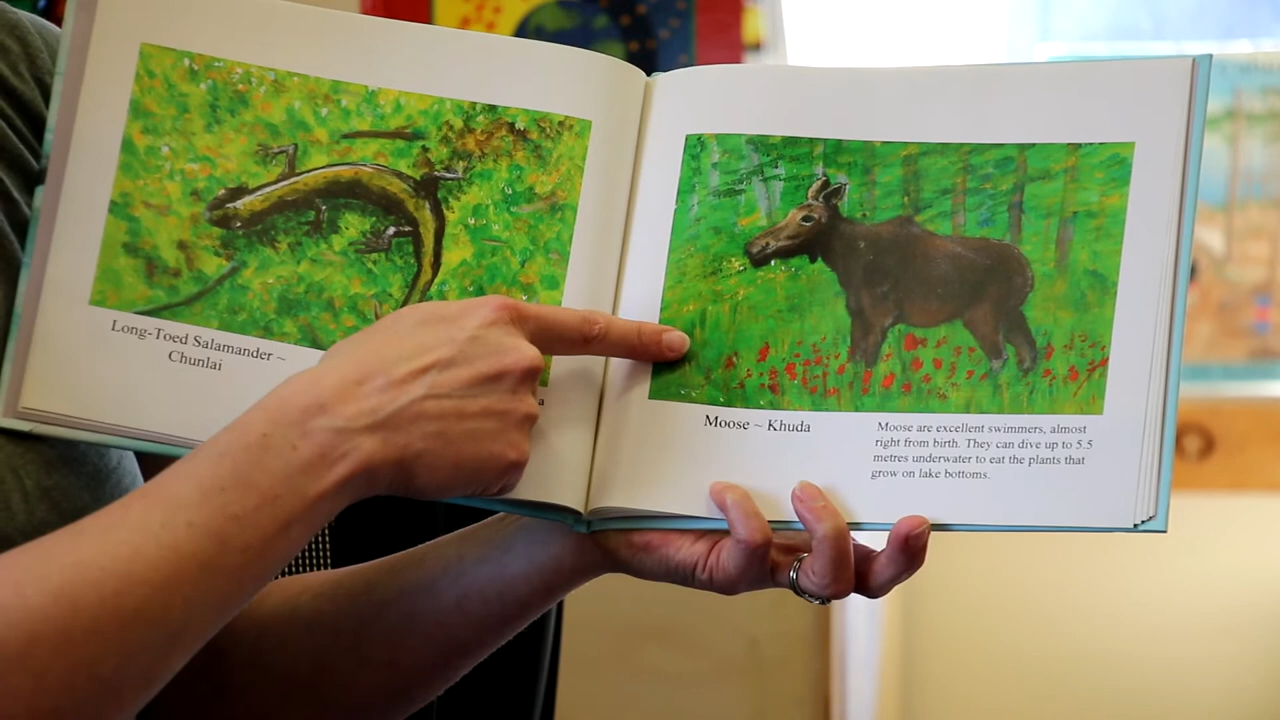 Long-Toed Salamander ~
Chunlai
a
Moose ~ Khuda
Moose are excellent swimmers, almost
right from birth. They can dive up to 5.5
metres underwater to eat the plants that
grow on lake bottoms.